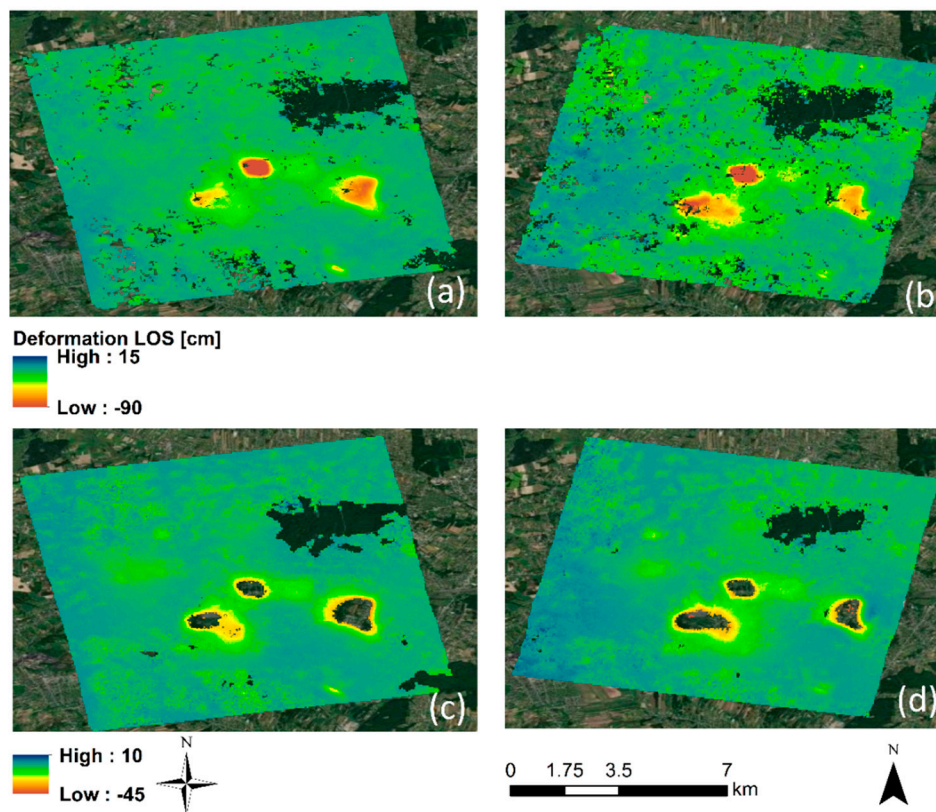 (a)
(b)
Deformation LOS [cm]
High : 15
Low : -90
(c)
(d)
High : 10
Low : -45
N
0 1.75 3.5 7
km
N